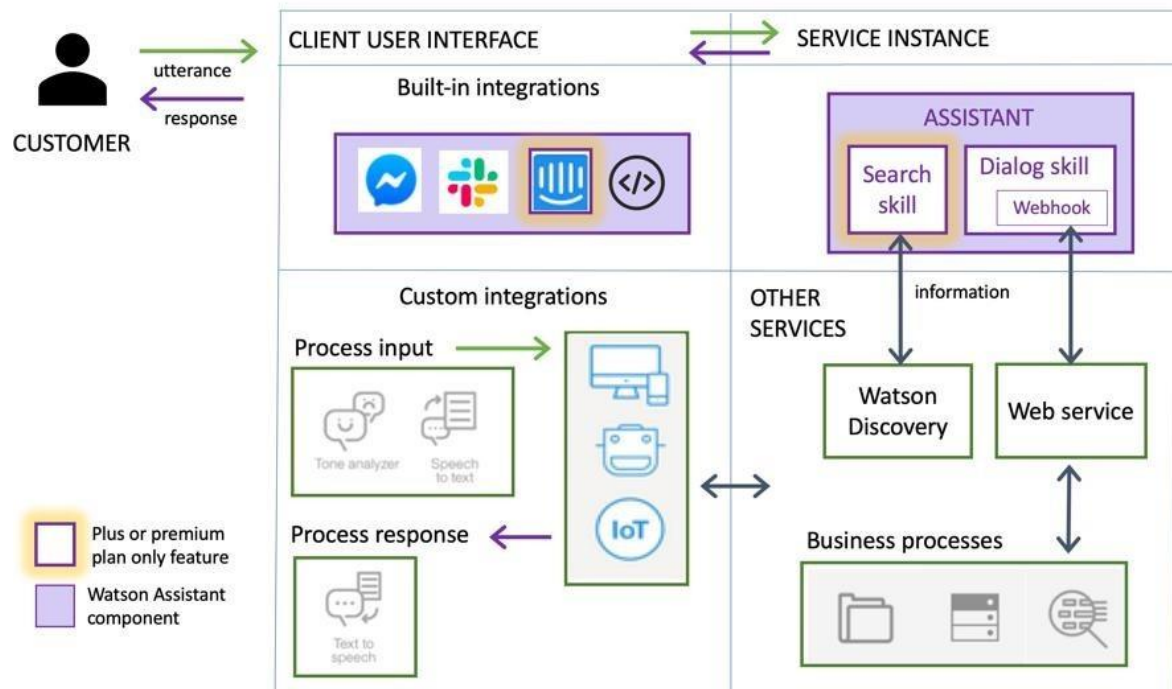 CUSTOMER
utterance
response
CLIENT USER INTERFACE
SERVICE INSTANCE
Built-in integrations
</>
ASSISTANT
Search
skill
Dialog skill
Webhook
Custom integrations
Process input
Tone analyzer
Speech
to text
IoT
Process response
Text to
speech
OTHER
SERVICES
information
Watson
Discovery
Web service
Business processes
Plus or premium
plan only feature
Watson Assistant
component